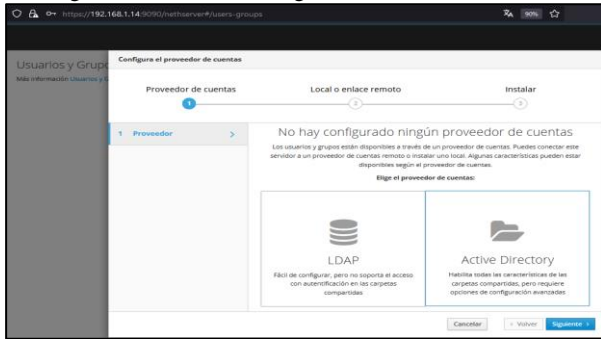 https://192.168.1.14:9090/nethserver#/users-groups
90%
Usuarios y Grupo
Más información Usuarios y G
Configura el proveedor de cuentas
Proveedor de cuentas
Local o enlace remoto
Instalar
1
2
3
1 Proveedor >
No hay configurado ningún proveedor de cuentas
Los usuarios y grupos están disponibles a través de un proveedor de cuentas. Puedes conectar este
servidor a un proveedor de cuentas remoto o instalar uno local. Algunas características pueden estar
disponibles según el proveedor de cuentas.
Elige el proveedor de cuentas:
LDAP
Fácil de configurar, pero no soporta el acceso
con autentificación en las carpetas
compartidas
Active Directory
Habilita todas las características de las
carpetas compartidas, pero requiere
opciones de configuración avanzadas
Cancelar
< Volver
Siguiente >